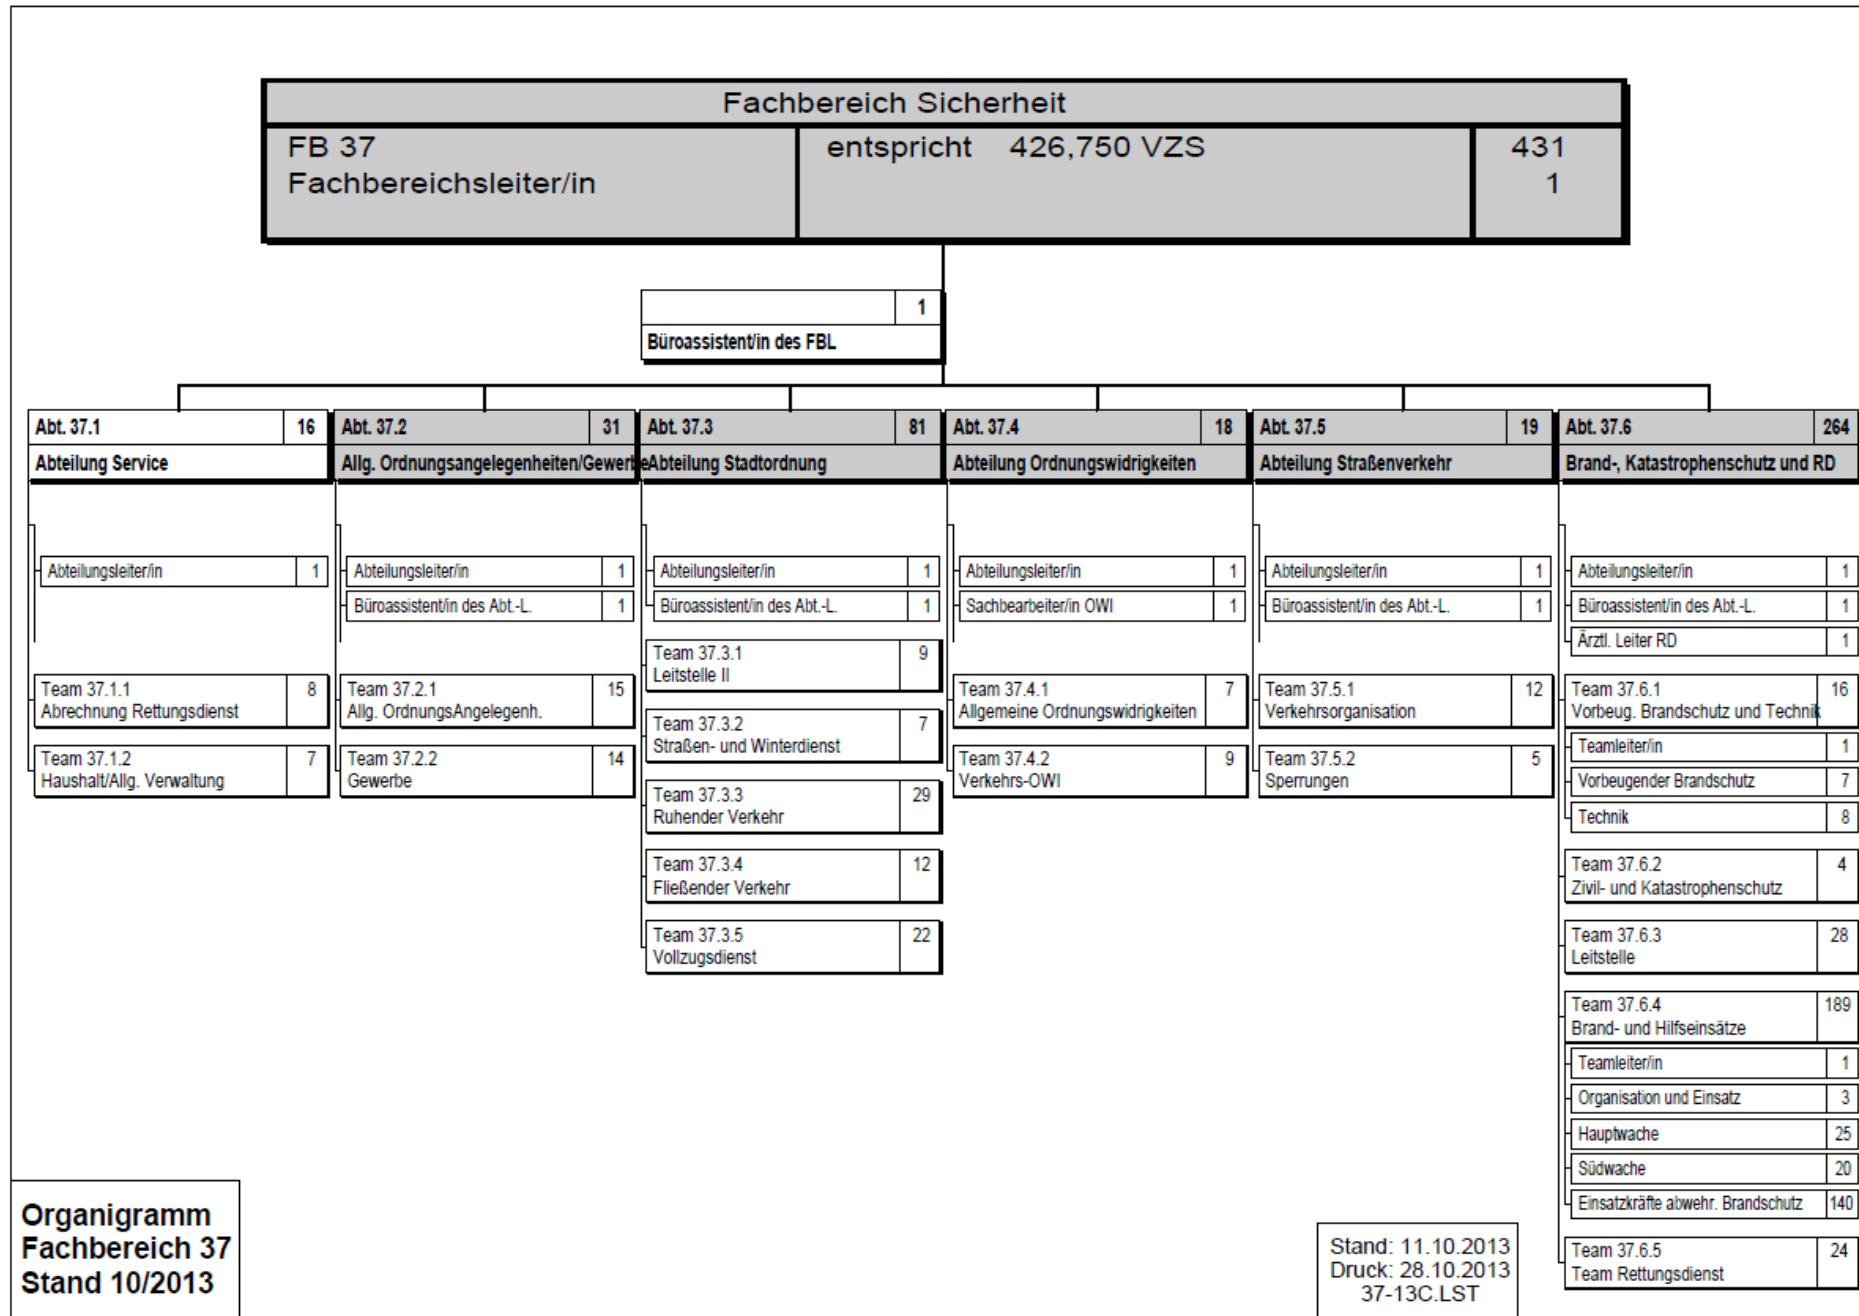 Fachbereich Sicherheit
FB 37 entspricht 426,750 VZS 431
Fachbereichsleiter/in 1
1
Büroassistent/in des FBL
Abt. 37.1 16
Abteilung Service
Abteilungsleiter/in 1
Team 37.1.1 8
Abrechnung Rettungsdienst
Team 37.1.2 7
Haushalt/Allg. Verwaltung
Abt. 37.2 31
Allg. Ordnungsangelegenheiten/Gewerbe
Abteilungsleiter/in 1
Büroassistent/in des Abt.-L. 1
Team 37.2.1 15
Allg. OrdnungsAngelegenh.
Team 37.2.2 14
Gewerbe
Abt. 37.3 81
Abteilung Stadtordnung
Abteilungsleiter/in 1
Büroassistent/in des Abt.-L. 1
Team 37.3.1 9
Leitstelle II
Team 37.3.2 7
Straßen- und Winterdienst
Team 37.3.3 29
Ruhender Verkehr
Team 37.3.4 12
Fließender Verkehr
Team 37.3.5 22
Vollzugsdienst
Abt. 37.4 18
Abteilung Ordnungswidrigkeiten
Abteilungsleiter/in 1
Sachbearbeiter/in OWI 1
Team 37.4.1 7
Allgemeine Ordnungswidrigkeiten
Team 37.4.2 9
Verkehrs-OWI
Abt. 37.5 19
Abteilung Straßenverkehr
Abteilungsleiter/in 1
Büroassistent/in des Abt.-L. 1
Team 37.5.1 12
Verkehrsorganisation
Team 37.5.2 5
Sperrungen
Abt. 37.6 264
Brand-, Katastrophenschutz und RD
Abteilungsleiter/in 1
Büroassistent/in des Abt.-L. 1
Ärztl. Leiter RD 1
Team 37.6.1 16
Vorbeug. Brandschutz und Technik
Teamleiter/in 1
Vorbeugender Brandschutz 7
Technik 8
Team 37.6.2 4
Zivil- und Katastrophenschutz
Team 37.6.3 28
Leitstelle
Team 37.6.4 189
Brand- und Hilfseinsätze
Teamleiter/in 1
Organisation und Einsatz 3
Hauptwache 25
Südwache 20
Einsatzkräfte abwehr. Brandschutz 140
Team 37.6.5 24
Team Rettungsdienst
Organigramm
Fachbereich 37
Stand 10/2013
Stand: 11.10.2013
Druck: 28.10.2013
37-13C.LST